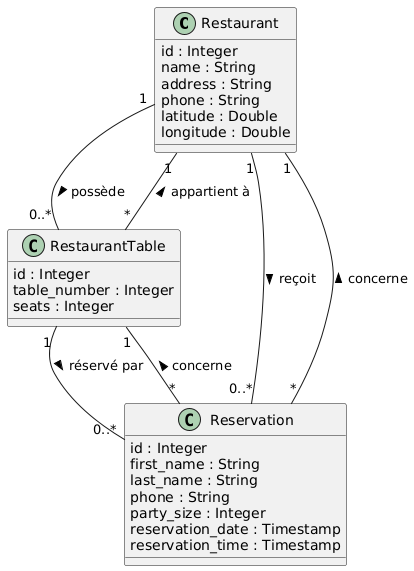 C Restaurant
id : Integer
name : String
address : String
phone : String
latitude : Double
longitude : Double
1
1
1
1
possède
appartient à
0..*
*
C RestaurantTable
id : Integer
table_number : Integer
seats : Integer
reçoit
concerne
1
1
réservé par
concerne
0..*
*
0..*
*
C Reservation
id : Integer
first_name : String
last_name : String
phone : String
party_size : Integer
reservation_date : Timestamp
reservation_time : Timestamp